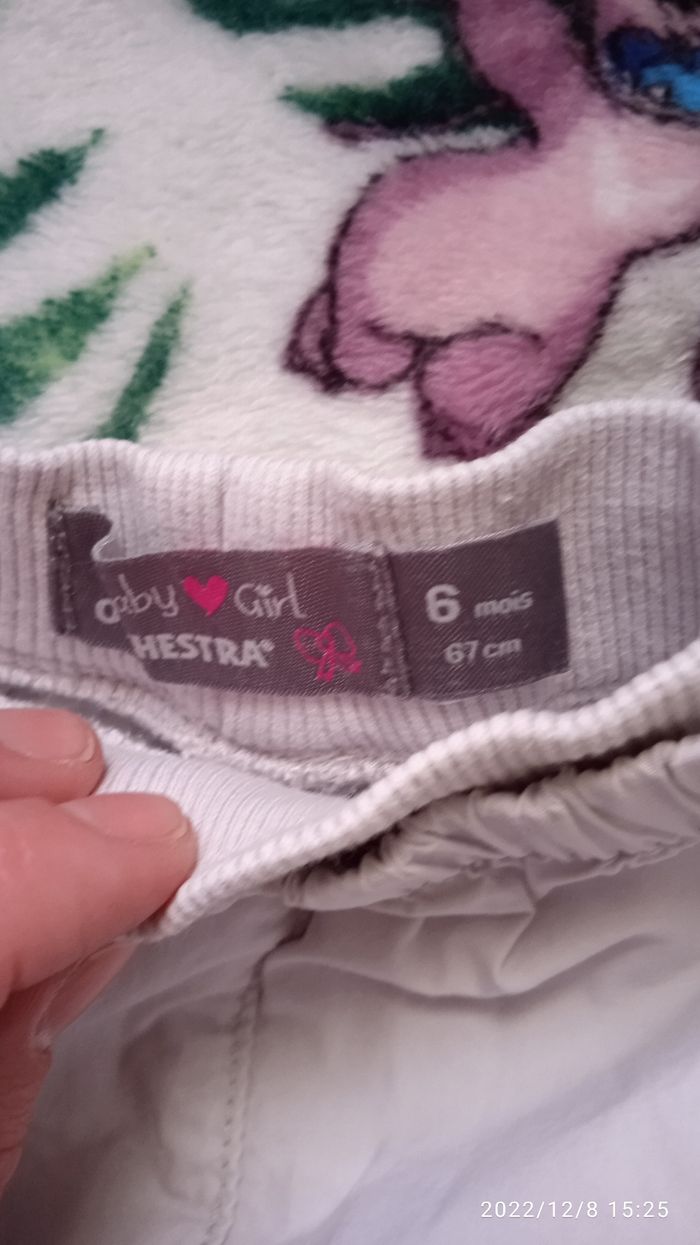 aby Girl
HESTRA®
6 mois
67 cm
2022/12/8 15:25